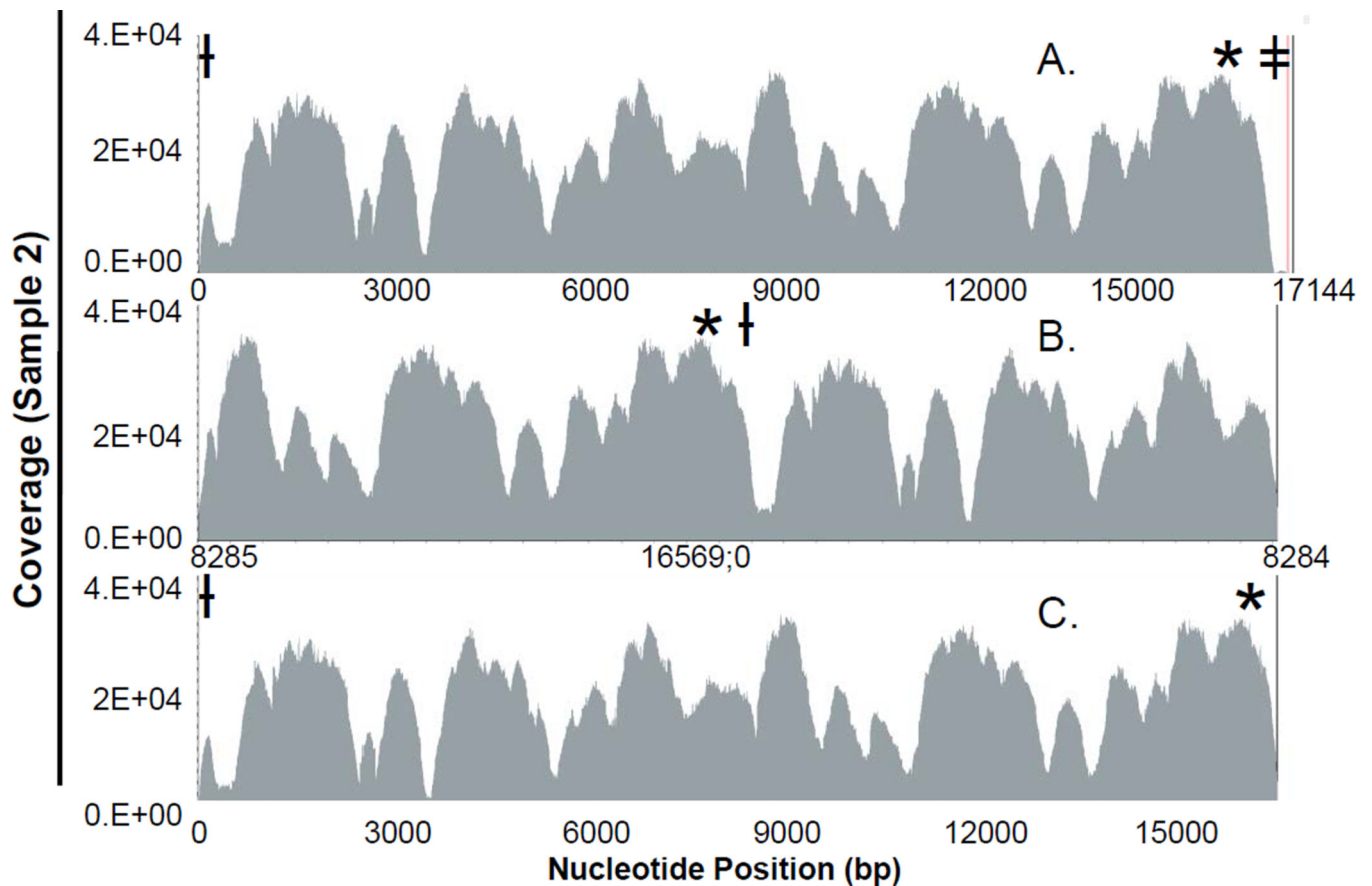 Coverage (Sample 2)
4.E+04
ƚ
A.
*
ǂ
2E+04
0.E+00
0 3000 6000 9000 12000 15000 17144
4.E+04
*
ƚ
B.
2E+04
0.E+00
8285 16569;0 8284
4.E+04
ƚ
C.
*
2E+04
0.E+00
0 3000 6000 9000 12000 15000
Nucleotide Position (bp)